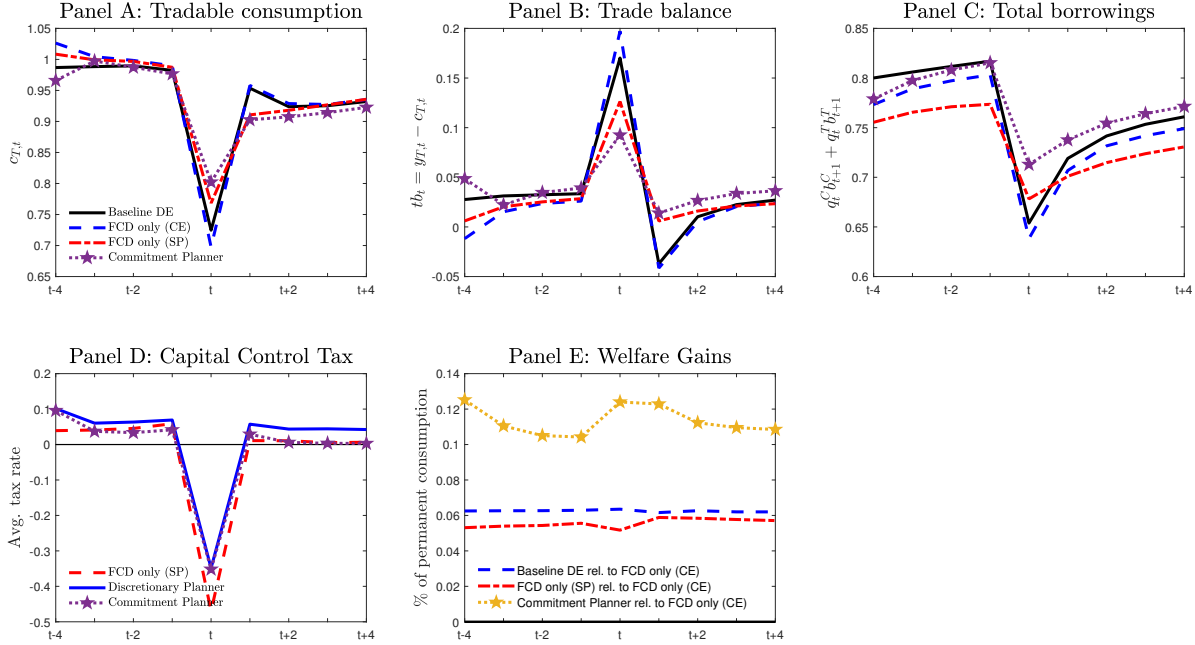 Panel A: Tradable consumption
1.05
1
0.95
0.9
0.85
0.8
0.75
0.7
0.65
c_{T,t}
Baseline DE
FCD only (CE)
FCD only (SP)
Commitment Planner
t-4
t-2
t
t+2
t+4
Panel B: Trade balance
0.2
0.15
0.1
0.05
0
-0.05
tb_t = y_{T,t} − c_{T,t}
t-4
t-2
t
t+2
t+4
Panel C: Total borrowings
0.8
0.75
0.7
0.65
0.6
q_t^C b_{t+1}^C + q_t^T b_{t+1}^T
t-4
t-2
t
t+2
t+4
Panel D: Capital Control Tax
0.2
0.1
0
-0.1
-0.2
-0.3
-0.4
-0.5
Avg. tax rate
FCD only (SP)
Discretionary Planner
Commitment Planner
t-4
t-2
t
t+2
t+4
Panel E: Welfare Gains
0.14
0.12
0.1
0.08
0.06
0.04
0.02
0
% of permanent consumption
Baseline DE rel. to FCD only (CE)
FCD only (SP) rel. to FCD only (CE)
Commitment Planner rel. to FCD only (CE)
t-4
t-2
t
t+2
t+4